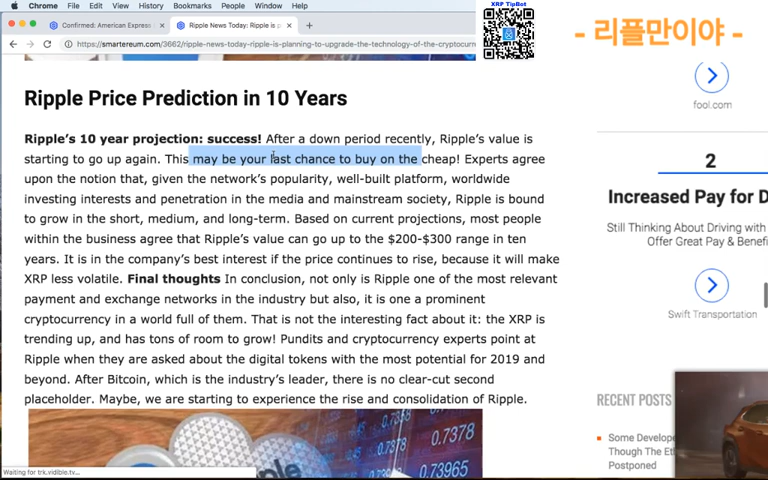 Chrome File Edit View History Bookmarks People Window Help
XRP TipBot
Confirmed: American Express
Ripple News Today: Ripple is p
https://smartereum.com/3662/ripple-news-today-ripple-is-planning-to-upgrade-the-technology-of-the-cryptocurr
- 리플만이야 -
Ripple Price Prediction in 10 Years
Ripple's 10 year projection: success! After a down period recently, Ripple's value is
starting to go up again. This may be your last chance to buy on the cheap! Experts agree
upon the notion that, given the network's popularity, well-built platform, worldwide
investing interests and penetration in the media and mainstream society, Ripple is bound
to grow in the short, medium, and long-term. Based on current projections, most people
within the business agree that Ripple's value can go up to the $200-$300 range in ten
years. It is in the company's best interest if the price continues to rise, because it will make
XRP less volatile. Final thoughts In conclusion, not only is Ripple one of the most relevant
payment and exchange networks in the industry but also, it is one a prominent
cryptocurrency in a world full of them. That is not the interesting fact about it: the XRP is
trending up, and has tons of room to grow! Pundits and cryptocurrency experts point at
Ripple when they are asked about the digital tokens with the most potential for 2019 and
beyond. After Bitcoin, which is the industry's leader, there is no clear-cut second
placeholder. Maybe, we are starting to experience the rise and consolidation of Ripple.
fool.com
2
Increased Pay for D
Still Thinking About Driving with
Offer Great Pay & Benefi
Swift Transportation
RECENT POSTS
Some Develope
Though The Et
Postponed
0.7378
0.73965
Waiting for trk.vidible.tv...